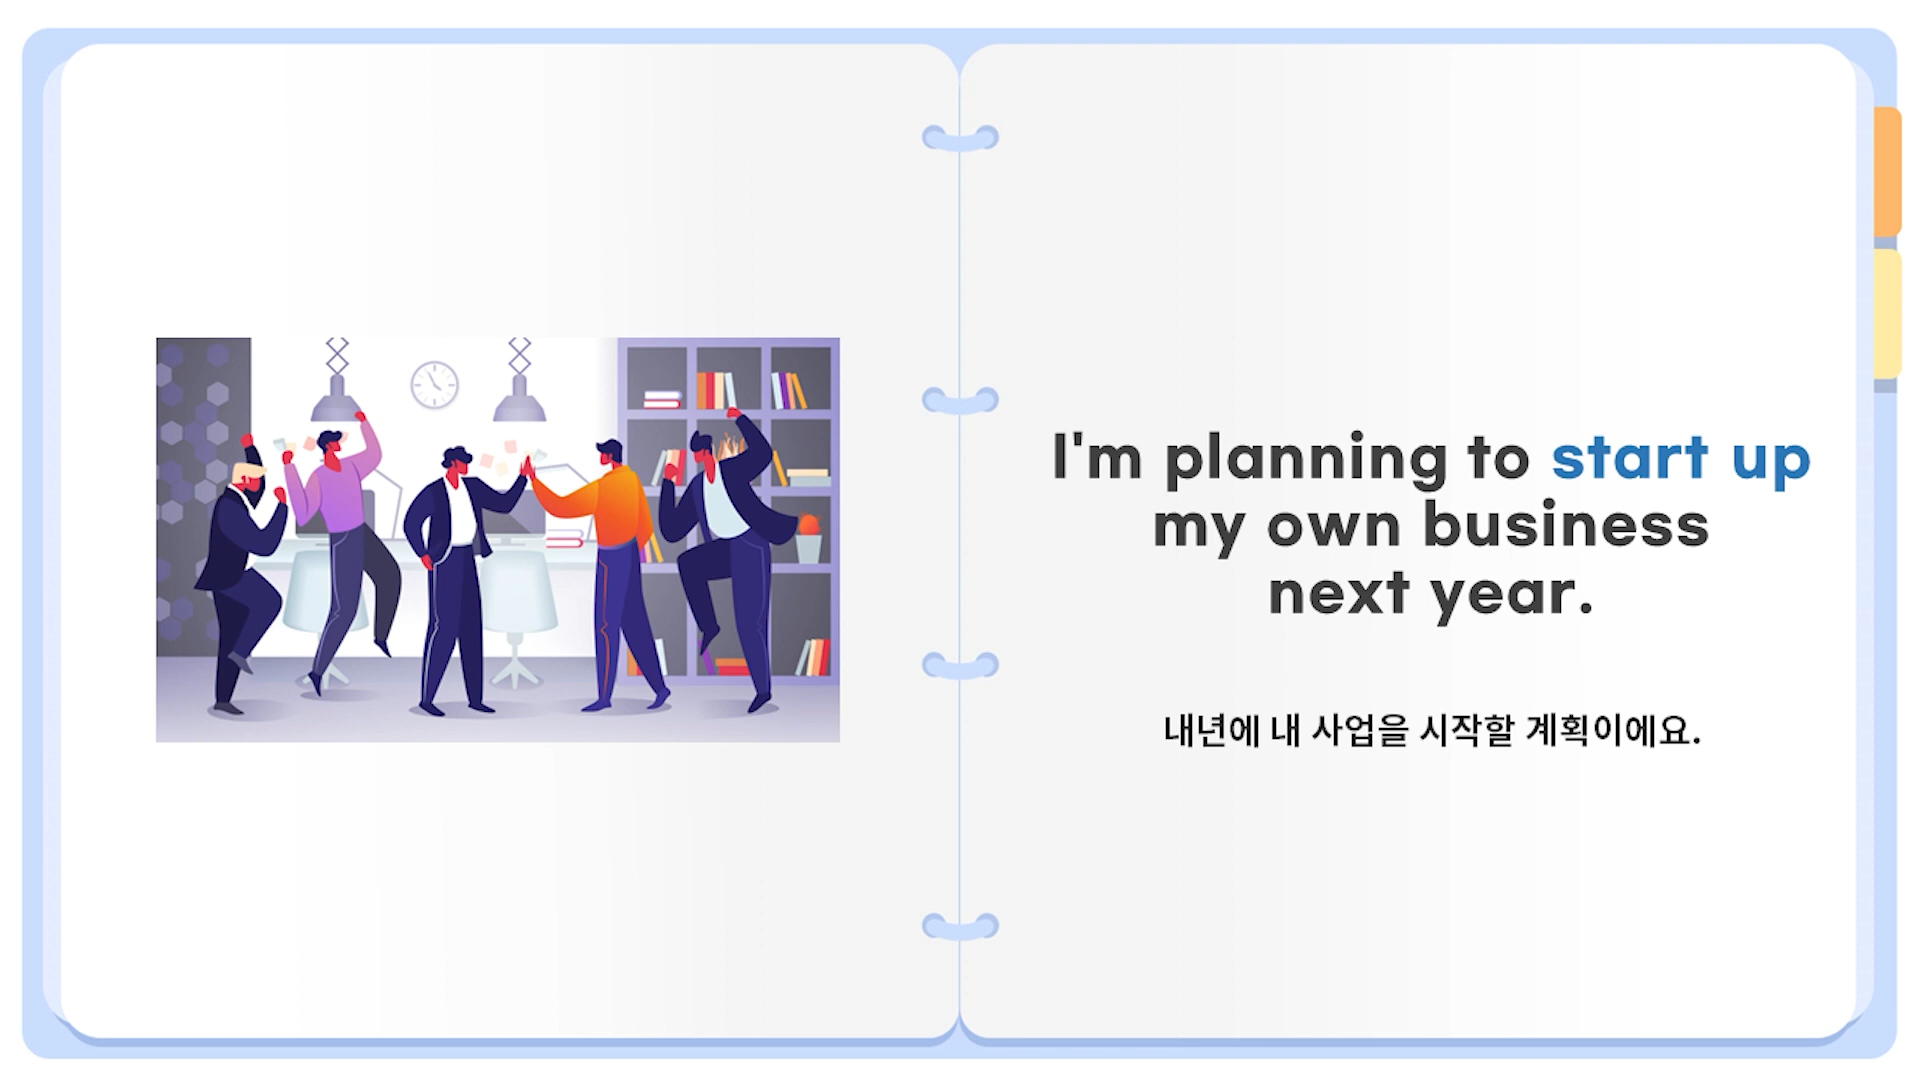 I'm planning to start up
my own business
next year.
내년에 내 사업을 시작할 계획이에요.